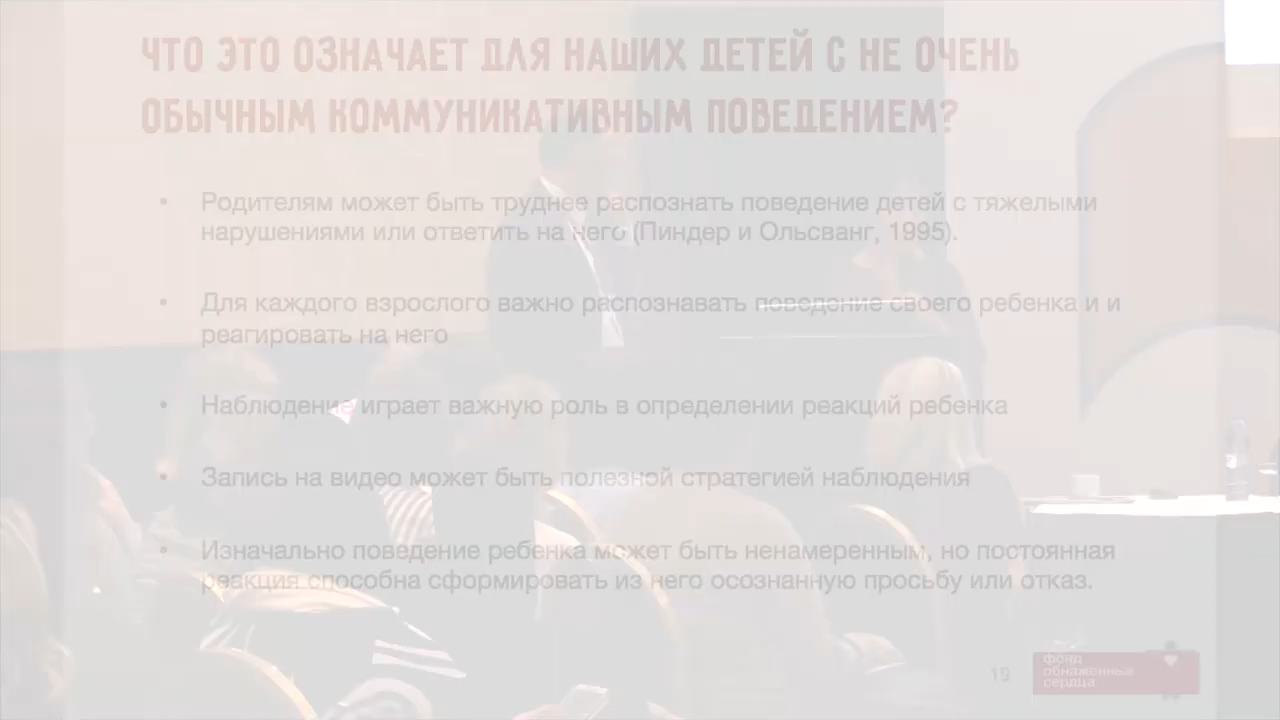 ЧТО ЭТО ОЗНАЧАЕТ ДЛЯ НАШИХ ДЕТЕЙ С НЕ ОЧЕНЬ
ОБЫЧНЫМ КОММУНИКАТИВНЫМ ПОВЕДЕНИЕМ?
• Родителям может быть труднее распознать поведение детей с тяжелыми
нарушениями или ответить на него (Пиндер и Ольсванг, 1995).
• Для каждого взрослого важно распознавать поведение своего ребенка и и
реагировать на него
• Наблюдение играет важную роль в определении реакций ребенка
• Запись на видео может быть полезной стратегией наблюдения
• Изначально поведение ребенка может быть ненамеренным, но постоянная
реакция способна сформировать из него осознанную просьбу или отказ.
19
фонд
обнаженные
сердца